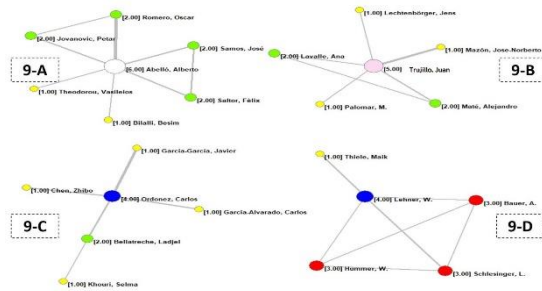 [2.00] Romero, Oscar
[2.00] Jovanovic, Petar
[2.00] Samos, José
9-A
[6.00] Abelló, Alberto
[1.00] Theodorou, Vasileios
[2.00] Saltor, Fèlix
[1.00] Bilalli, Besim
[1.00] Lechtenbörger, Jens
[1.00] Mazón, Jose-Norberto
[2.00] Lavalle, Ana
[5.00] Trujillo, Juan
9-B
[1.00] Palomar, M.
[2.00] Maté, Alejandro
[1.00] García-García, Javier
[1.00] Chen, Zhibo
[4.00] Ordonez, Carlos
[1.00] García-Alvarado, Carlos
9-C
[2.00] Bellatreche, Ladjel
[1.00] Khouri, Selma
[1.00] Thiele, Maik
[4.00] Lehner, W.
[3.00] Bauer, A.
9-D
[3.00] Hümmer, W.
[3.00] Schlesinger, L.